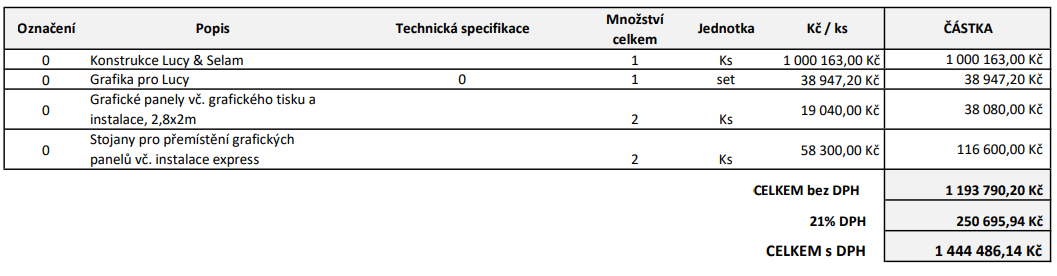 Označení Popis Technická specifikace Množství celkem Jednotka Kč / ks ČÁSTKA
0 Konstrukce Lucy & Selam 1 Ks 1 000 163,00 Kč 1 000 163,00 Kč
0 Grafika pro Lucy 0 1 set 38 947,20 Kč 38 947,20 Kč
0 Grafické panely vč. grafického tisku a instalace, 2,8x2m 2 Ks 19 040,00 Kč 38 080,00 Kč
0 Stojany pro přemístění grafických panelů vč. instalace express 2 Ks 58 300,00 Kč 116 600,00 Kč
CELKEM bez DPH 1 193 790,20 Kč
21% DPH 250 695,94 Kč
CELKEM s DPH 1 444 486,14 Kč